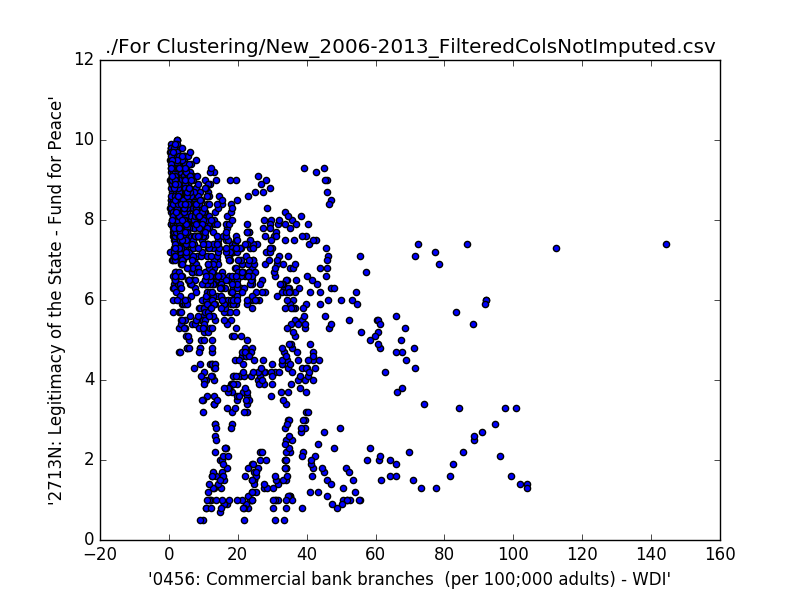 ./For Clustering/New_2006-2013_FilteredColsNotImputed.csv
12
10
8
6
4
2
0
'2713N: Legitimacy of the State - Fund for Peace'
−20 0 20 40 60 80 100 120 140 160
'0456: Commercial bank branches  (per 100;000 adults) - WDI'